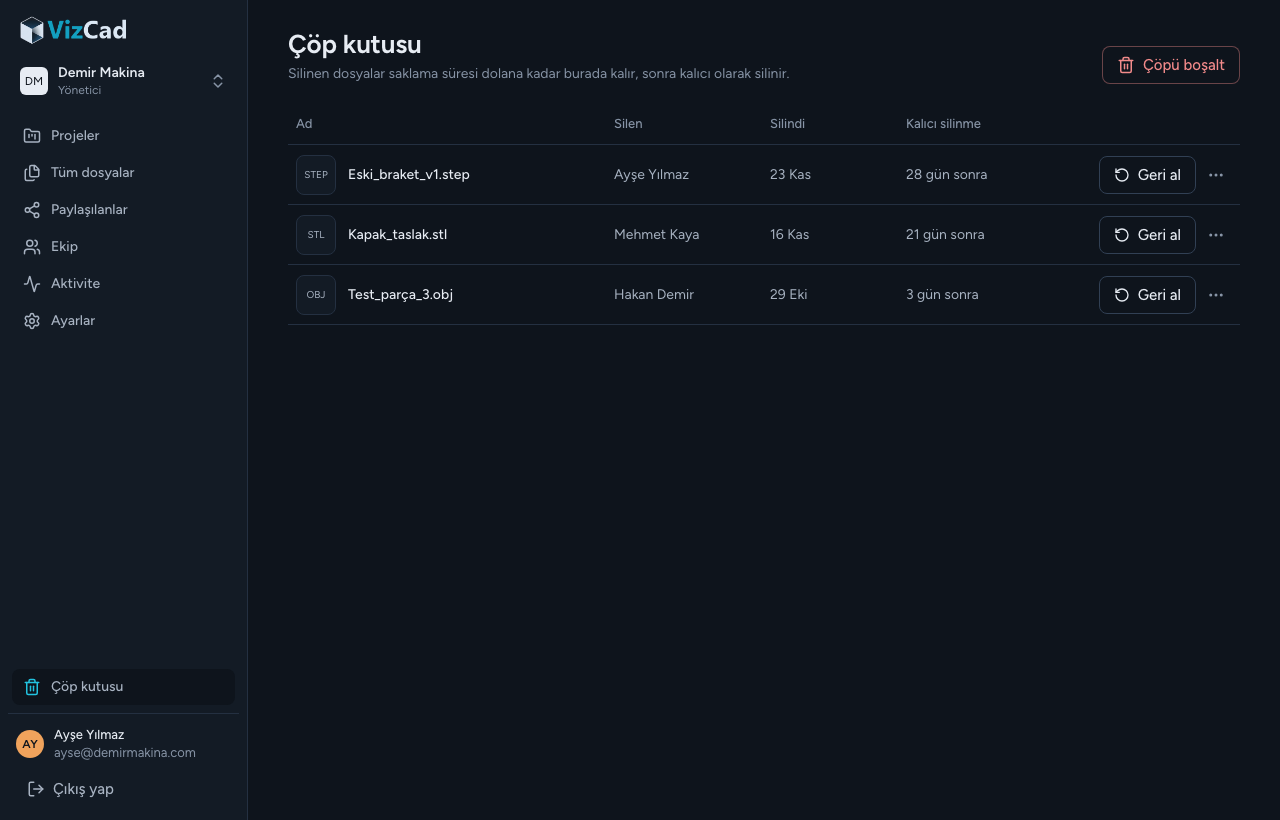 VizCad
DM
Demir Makina
Yönetici
Projeler
Tüm dosyalar
Paylaşılanlar
Ekip
Aktivite
Ayarlar
Çöp kutusu
AY
Ayşe Yılmaz
ayse@demirmakina.com
Çıkış yap
Çöp kutusu
Silinen dosyalar saklama süresi dolana kadar burada kalır, sonra kalıcı olarak silinir.
Çöpü boşalt
Ad Silen Silindi Kalıcı silinme
STEP Eski_braket_v1.step Ayşe Yılmaz 23 Kas 28 gün sonra Geri al
STL Kapak_taslak.stl Mehmet Kaya 16 Kas 21 gün sonra Geri al
OBJ Test_parça_3.obj Hakan Demir 29 Eki 3 gün sonra Geri al